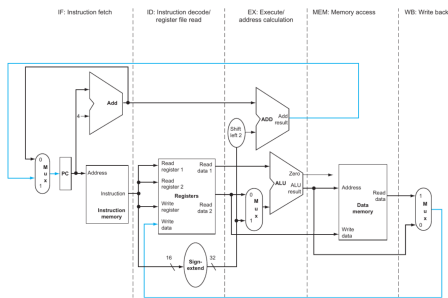 IF: Instruction fetch
ID: Instruction decode/
register file read
EX: Execute/
address calculation
MEM: Memory access
WB: Write back
Add
4
ADD
Add
result
Shift
left 2
0
M
u
x
1
PC
Address
Instruction
Instruction
memory
Read
register 1
Read
register 2
Write
register
Write
data
Registers
Read
data 1
Read
data 2
0
M
u
x
1
ALU
Zero
ALU
result
Address
Read
data
Data
memory
Write
data
1
M
u
x
0
16
Sign-
extend
32